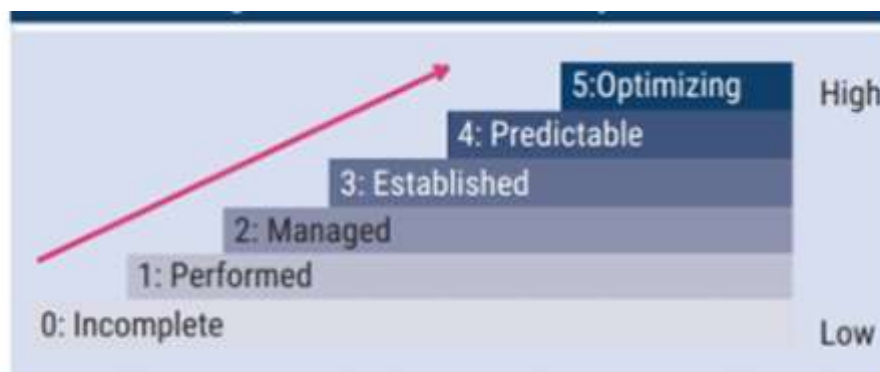 5:Optimizing
High
4: Predictable
3: Established
2: Managed
1: Performed
0: Incomplete
Low